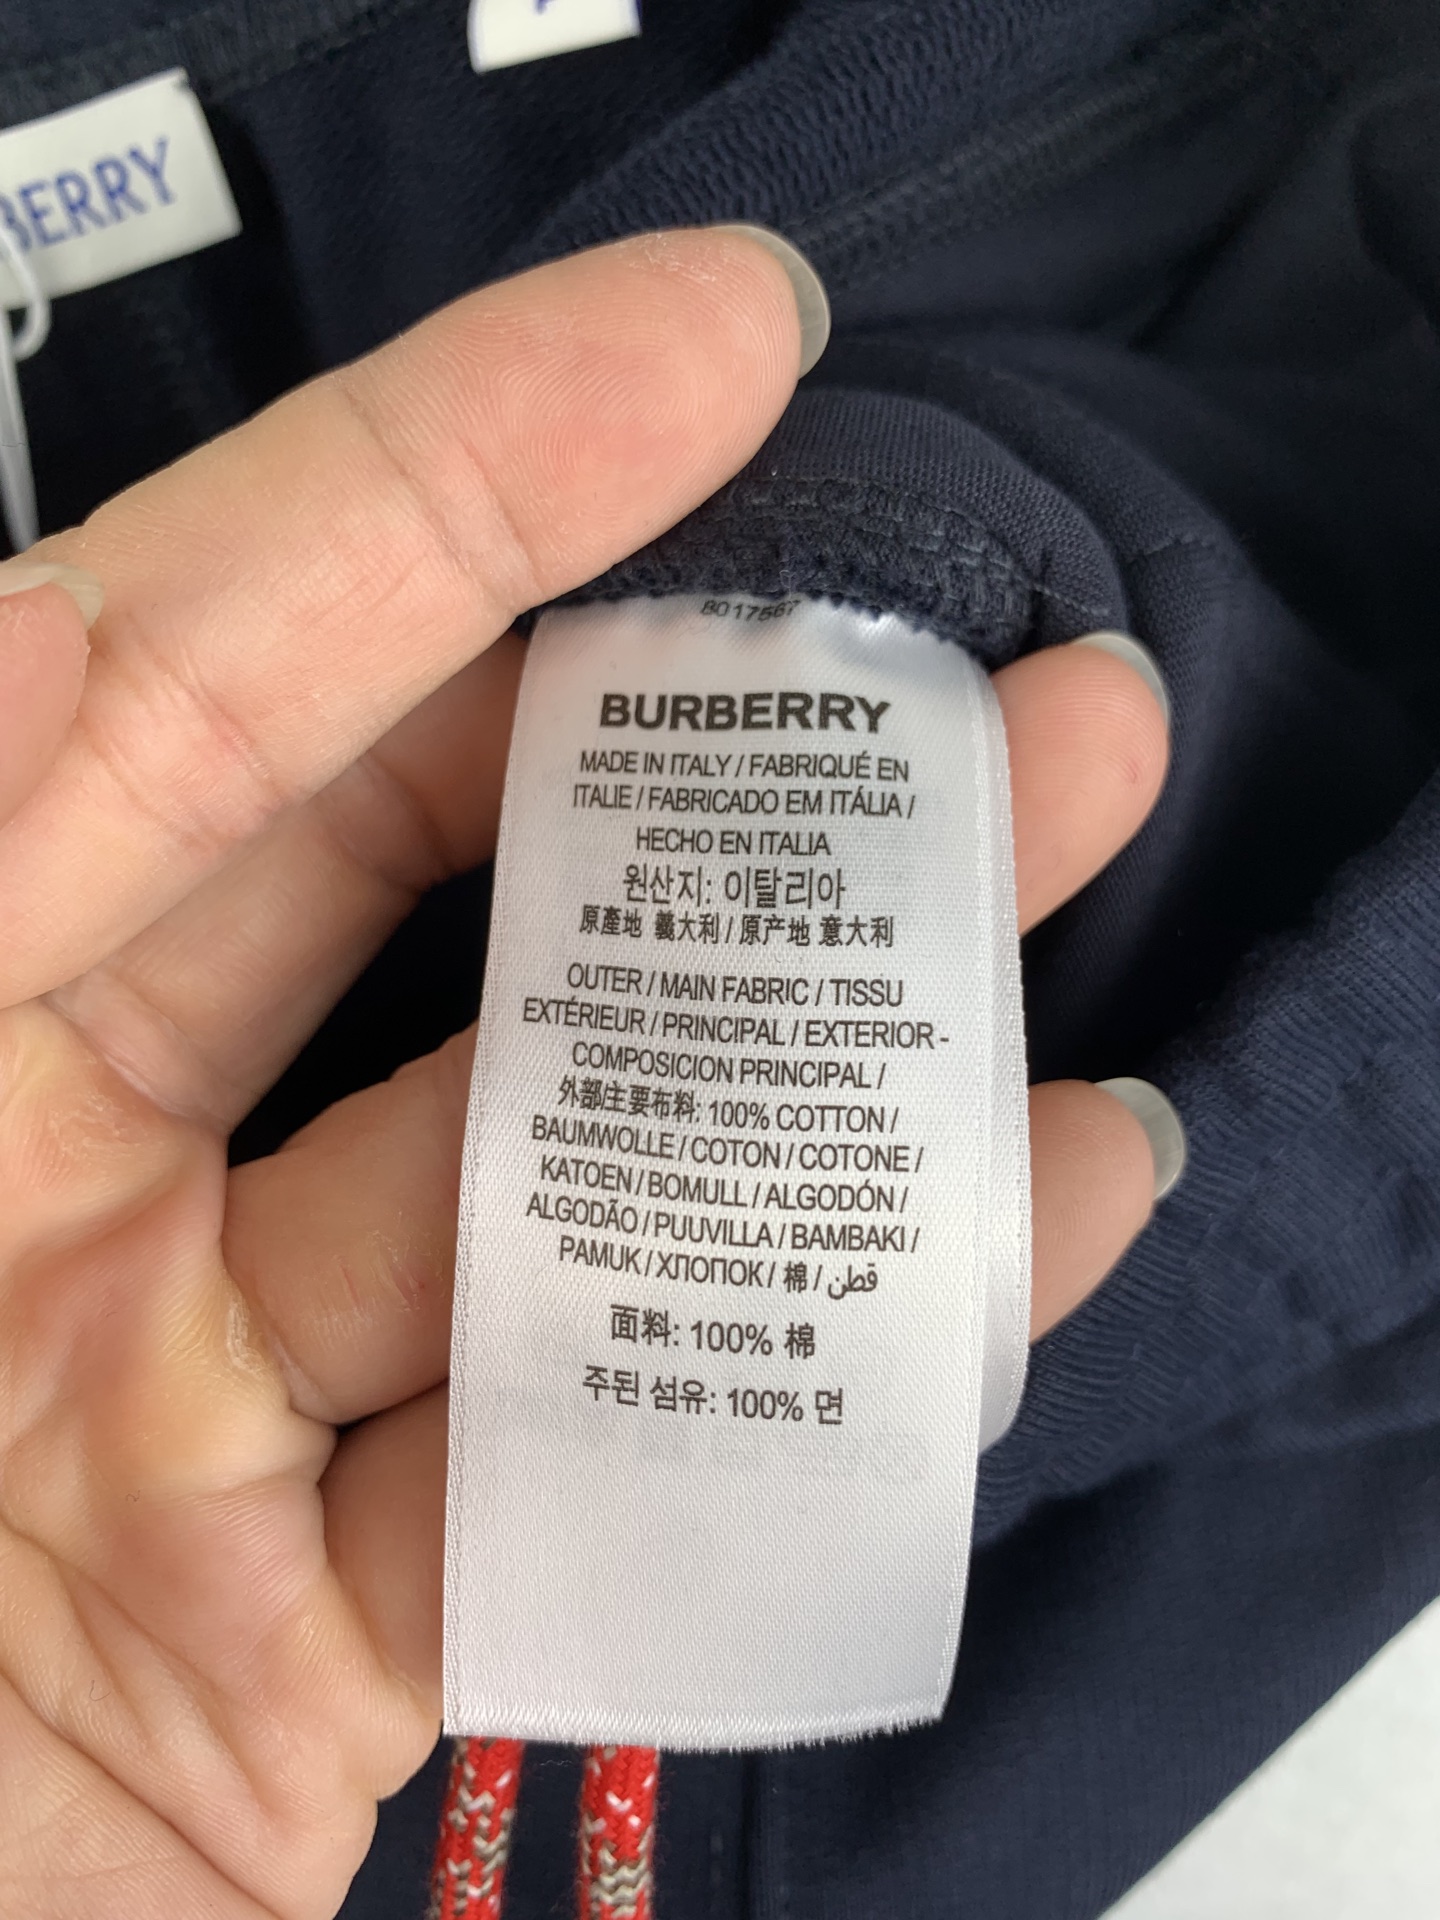 BERRY
8017567
BURBERRY
MADE IN ITALY / FABRIQUÉ EN
ITALIE / FABRICADO EM ITÁLIA /
HECHO EN ITALIA
원산지: 이탈리아
原產地 義大利 / 原产地 意大利
OUTER / MAIN FABRIC / TISSU
EXTÉRIEUR / PRINCIPAL / EXTERIOR -
COMPOSICION PRINCIPAL /
外部/主要布料: 100% COTTON /
BAUMWOLLE / COTON / COTONE /
KATOEN / BOMULL / ALGODÓN /
ALGODÃO / PUUVILLA / BAMBAKI /
PAMUK / ХЛОПОК / 棉 / قطن
面料: 100% 棉
주된 섬유: 100% 면